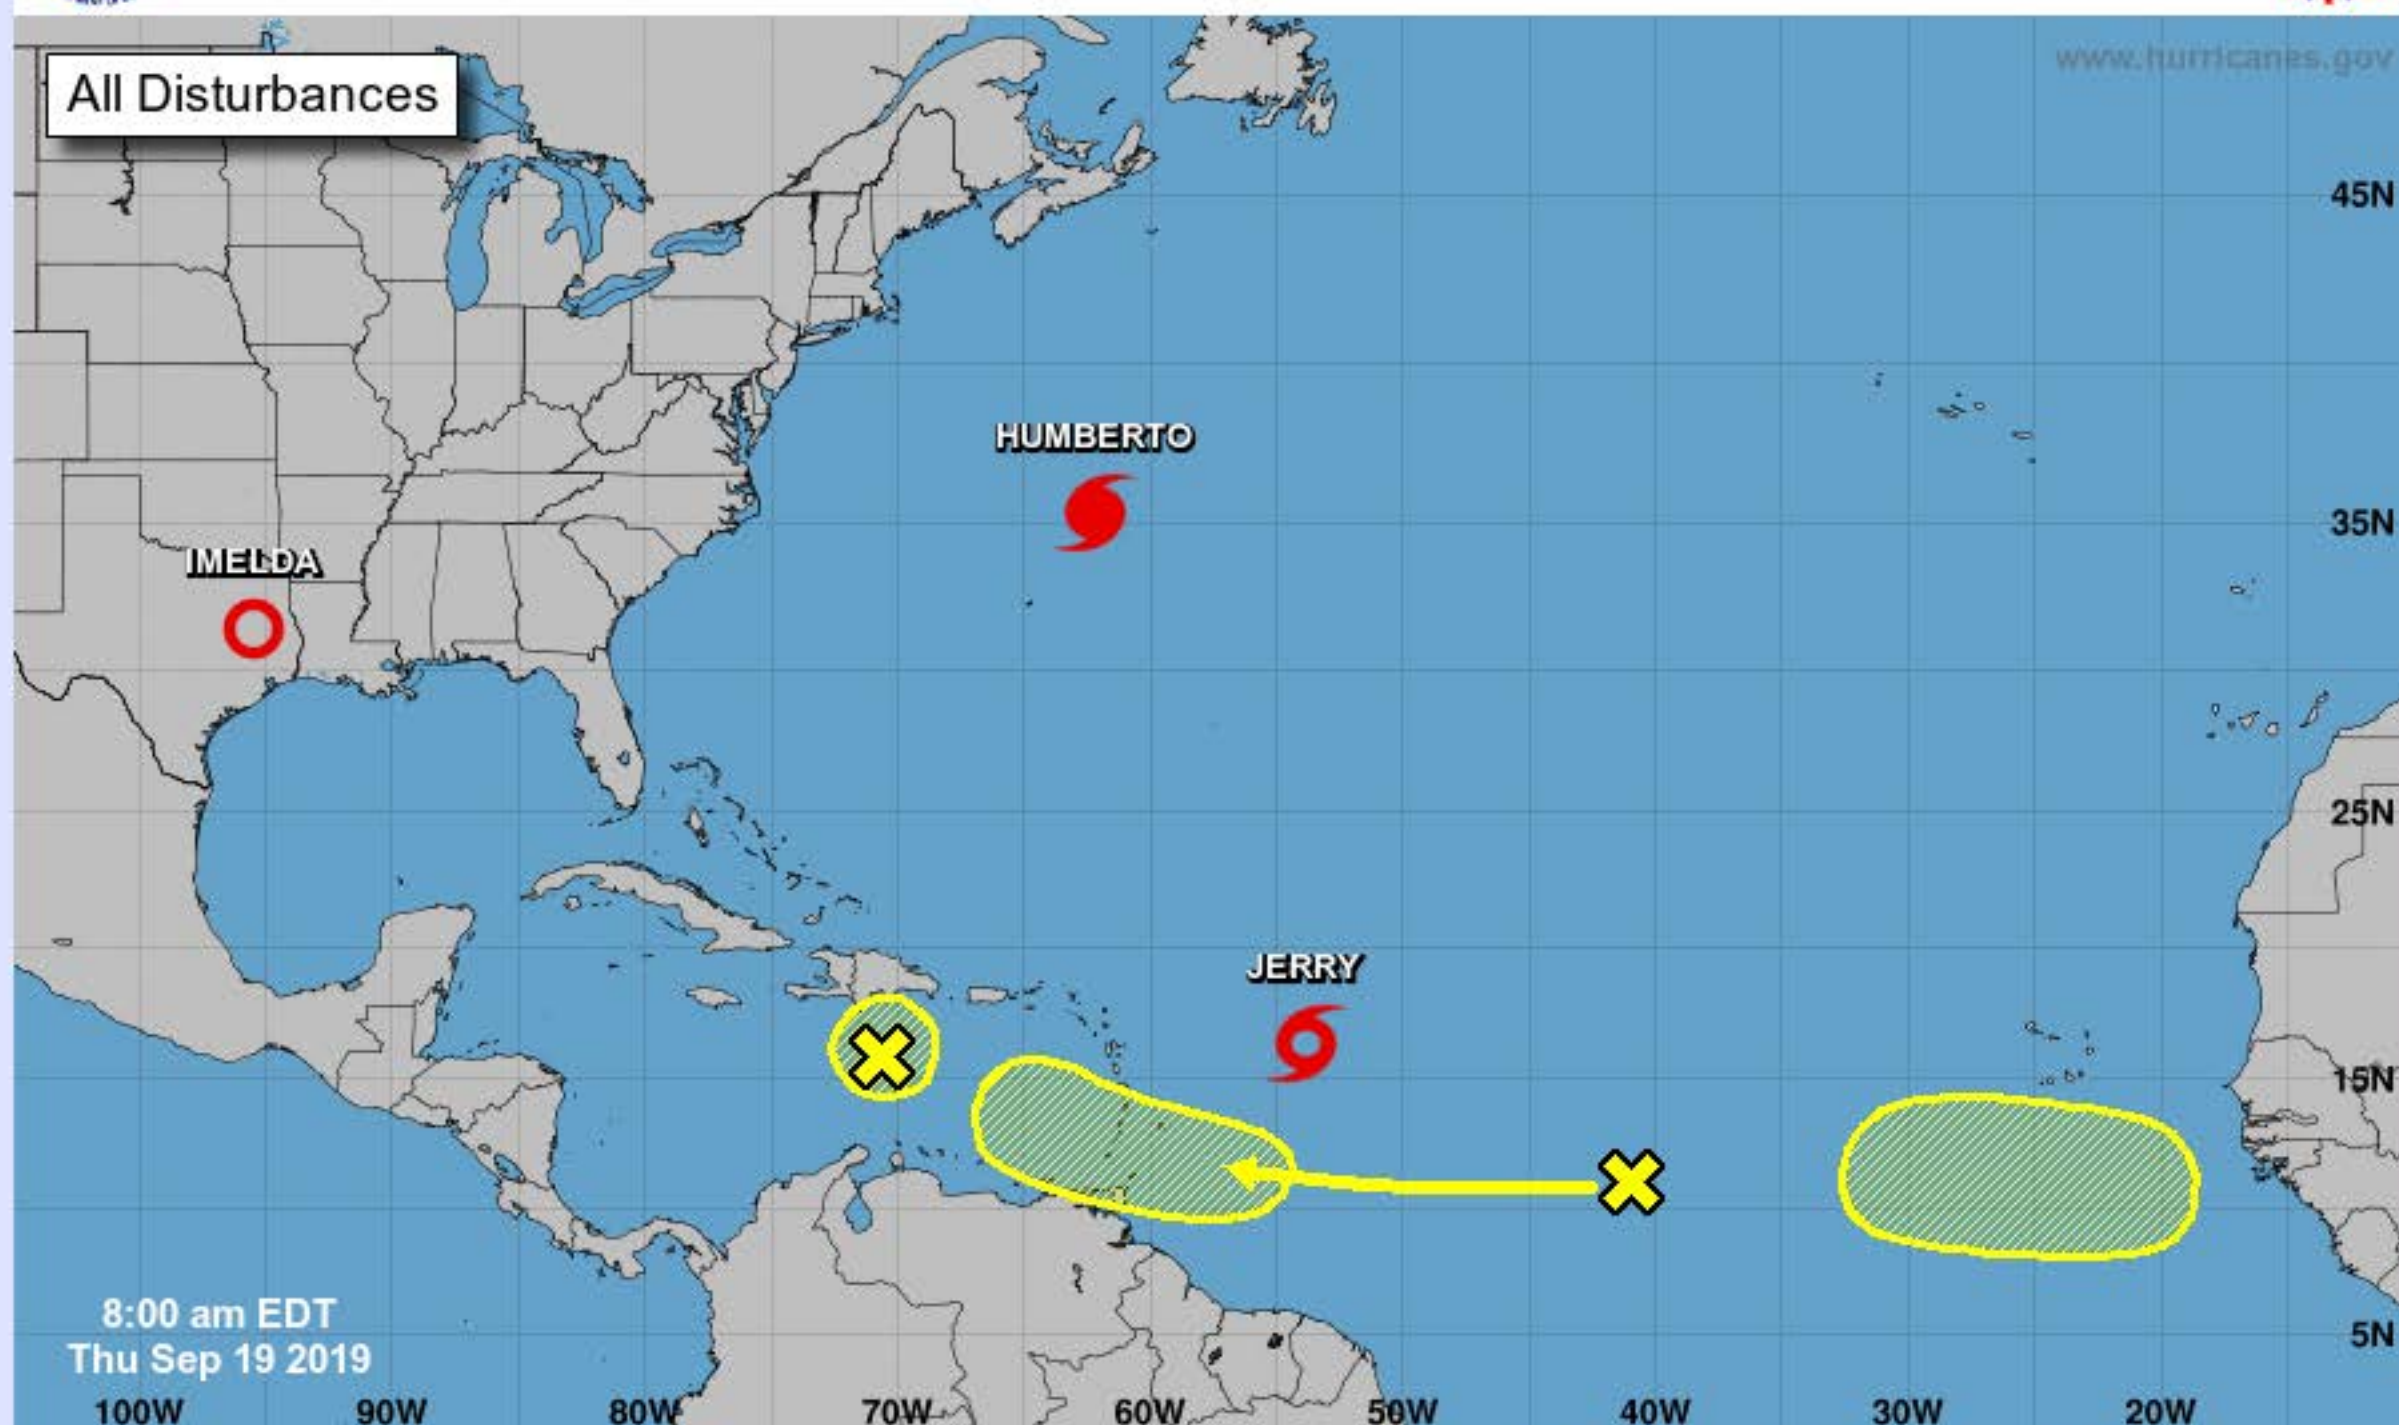 All Disturbances
www.hurricanes.gov
45N
HUMBERTO
35N
IMELDA
25N
JERRY
15N
8:00 am EDT
Thu Sep 19 2019
5N
100W 90W 80W 70W 60W 50W 40W 30W 20W